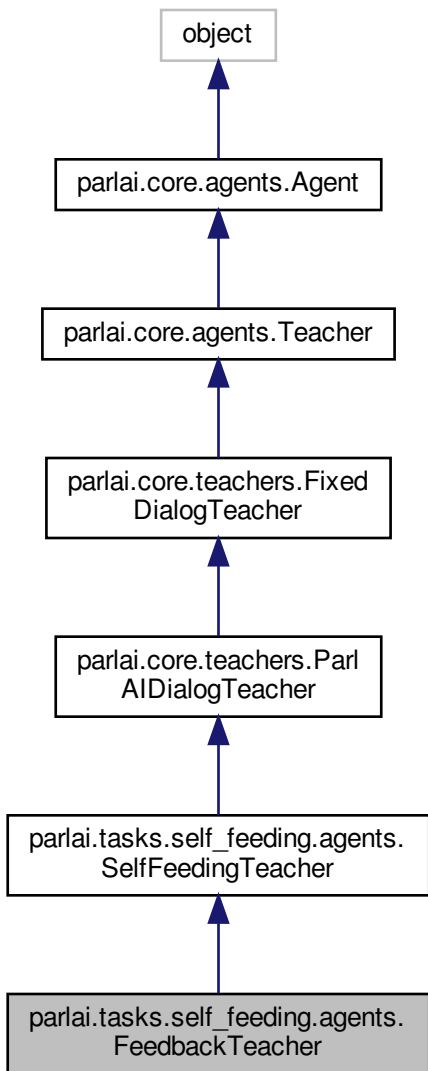 object
parlai.core.agents.Agent
parlai.core.agents.Teacher
parlai.core.teachers.Fixed
DialogTeacher
parlai.core.teachers.Parl
AIDialogTeacher
parlai.tasks.self_feeding.agents.
SelfFeedingTeacher
parlai.tasks.self_feeding.agents.
FeedbackTeacher